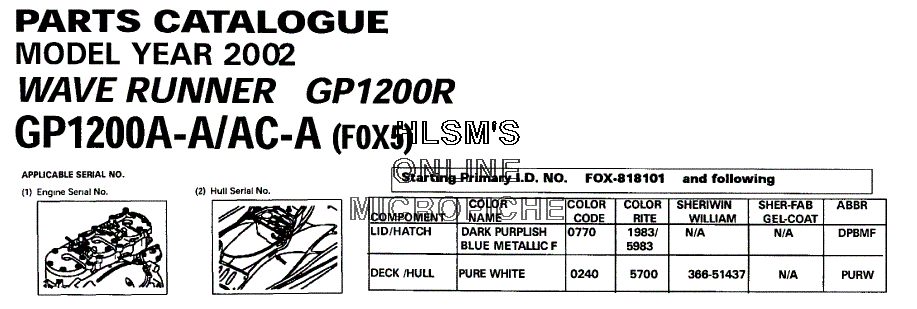 PARTS CATALOGUE
MODEL YEAR 2002
WAVE RUNNER GP1200R
GP1200A-A/AC-A (F0X5)
HLSM'S
ONLINE
MICROFICHE
APPLICABLE SERIAL NO.
(1) Engine Serial No. (2) Hull Serial No.
Starting Primary I.D. NO. FOX-818101 and following
COMPOMENT COLOR NAME COLOR CODE COLOR RITE SHERIWIN WILLIAM SHER-FAB GEL-COAT ABBR
LID/HATCH DARK PURPLISH BLUE METALLIC F 0770 1983/ 5983 N/A N/A DPBMF
DECK /HULL PURE WHITE 0240 5700 366-51437 N/A PURW